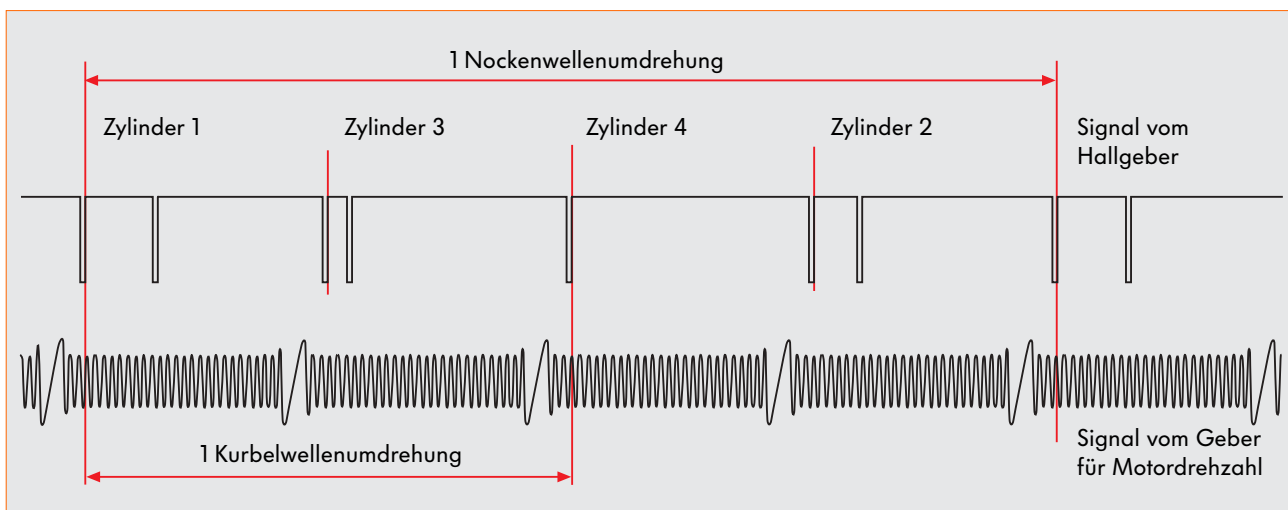 1 Nockenwellenumdrehung
Zylinder 1
Zylinder 3
Zylinder 4
Zylinder 2
Signal vom
Hallgeber
1 Kurbelwellenumdrehung
Signal vom Geber
für Motordrehzahl